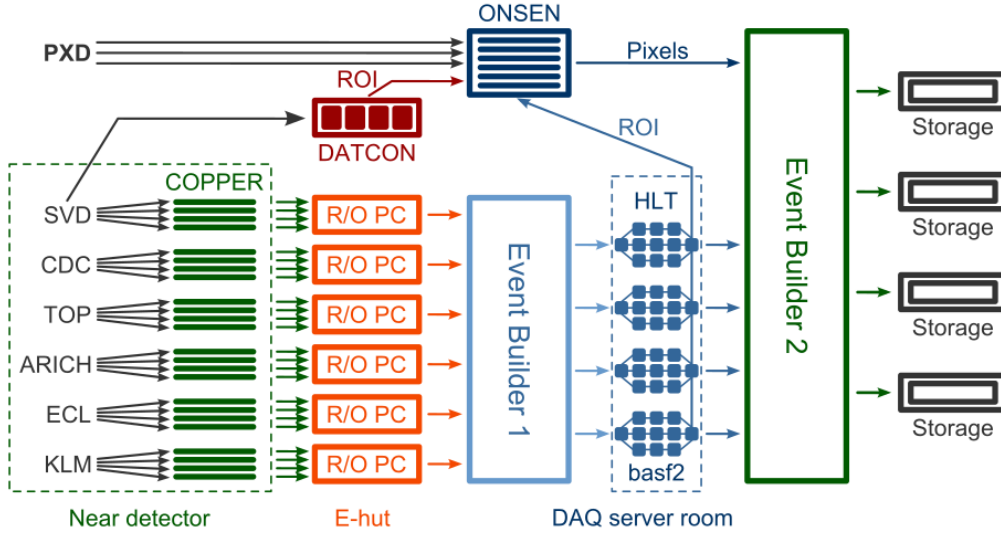 ONSEN
PXD
Pixels
ROI
DATCON
ROI
Storage
COPPER
HLT
SVD
R/O PC
CDC
R/O PC
TOP
R/O PC
ARICH
R/O PC
ECL
R/O PC
KLM
R/O PC
Event Builder 1
basf2
Event Builder 2
Storage
Storage
Storage
Near detector
E-hut
DAQ server room